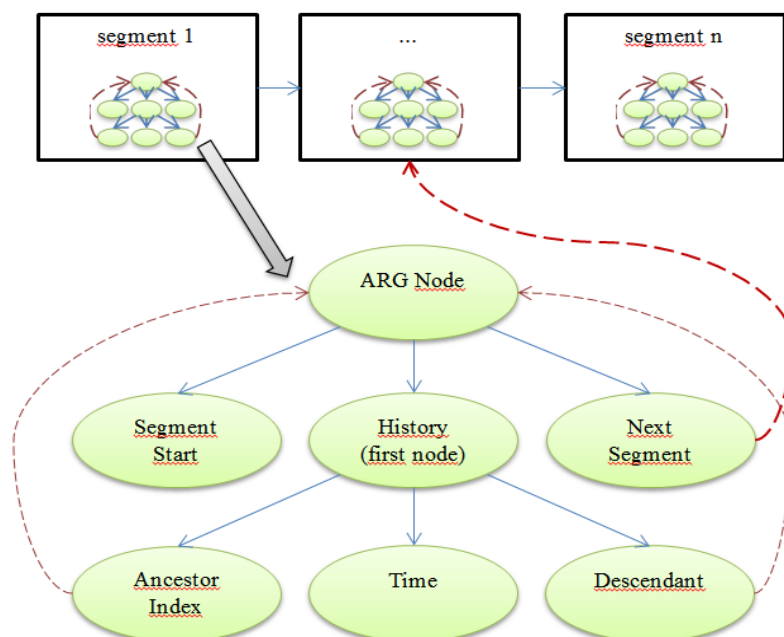 segment 1
...
segment n
ARG Node
Segment
Start
History
(first node)
Next
Segment
Ancestor
Index
Time
Descendant